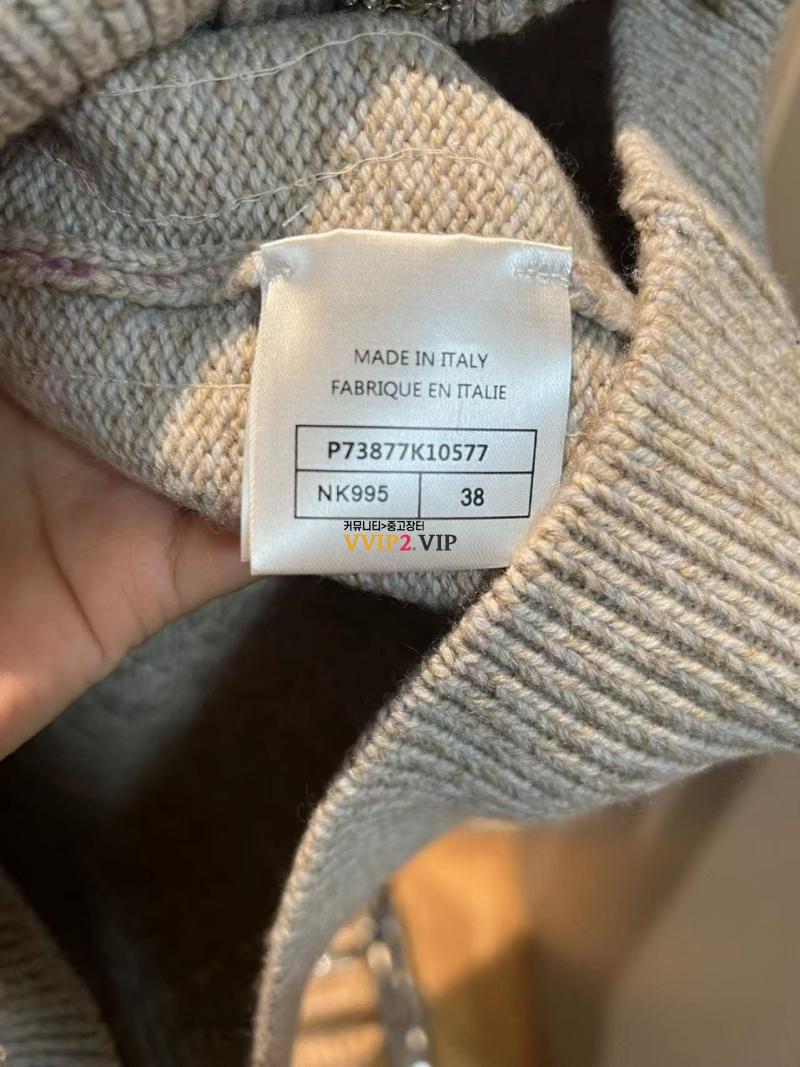 MADE IN ITALY
FABRIQUE EN ITALIE
P73877K10577
NK995 38
커뮤니티>중고장터
VVIP2.VIP